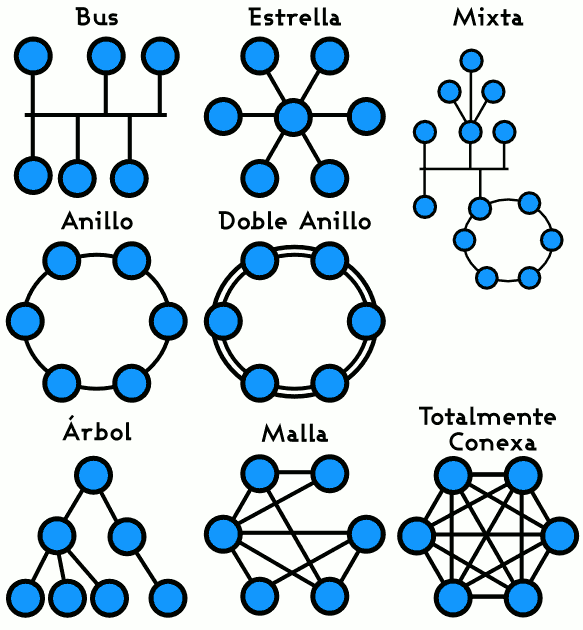 Bus
Estrella
Mixta
Anillo
Doble Anillo
Árbol
Malla
Totalmente
Conexa